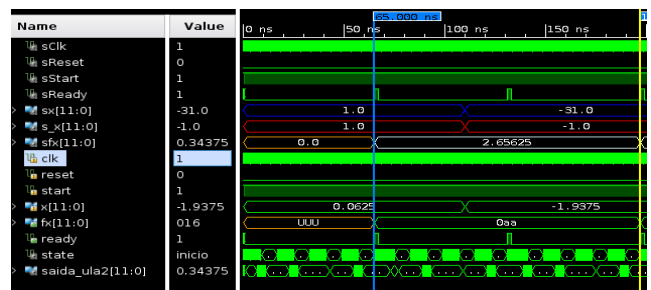 65.000 ns
Name Value 0 ns 50 ns 100 ns 150 ns
sClk 1
sReset 0
sStart 1
sReady 1
sx[11:0] -31.0 1.0 -31.0
s_x[11:0] -1.0 1.0 -1.0
sfx[11:0] 0.34375 0.0 2.65625
clk 1
reset 0
start 1
x[11:0] -1.9375 0.0625 -1.9375
fx[11:0] 016 UUU 0aa
ready 1
state inicio
saida_ula2[11:0] 0.34375